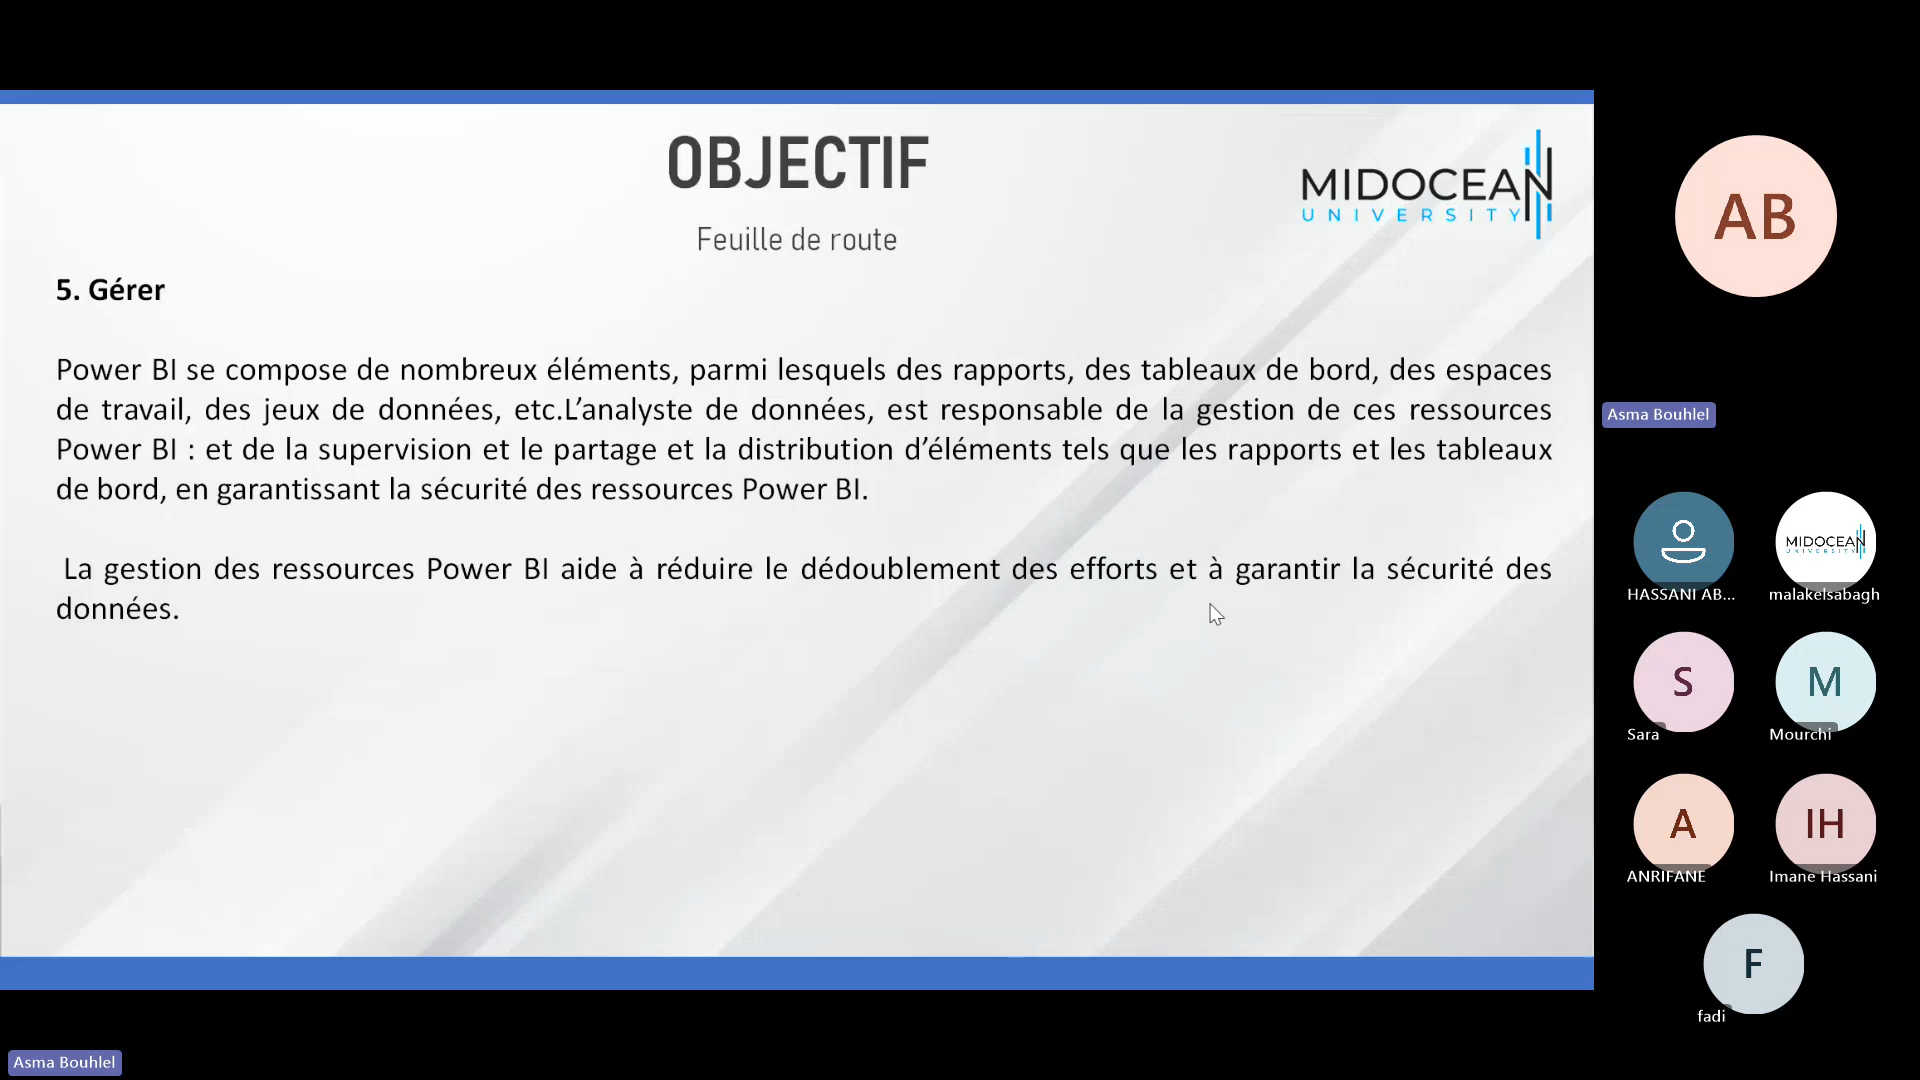 OBJECTIF
MIDOCEAN
UNIVERSITY
Feuille de route
5. Gérer
Power BI se compose de nombreux éléments, parmi lesquels des rapports, des tableaux de bord, des espaces
de travail, des jeux de données, etc.L’analyste de données, est responsable de la gestion de ces ressources
Power BI : et de la supervision et le partage et la distribution d’éléments tels que les rapports et les tableaux
de bord, en garantissant la sécurité des ressources Power BI.
La gestion des ressources Power BI aide à réduire le dédoublement des efforts et à garantir la sécurité des
données.
AB
Asma Bouhlel
MIDOCEAN
UNIVERSITY
HASSANI AB...
malakelsabagh
S
M
Sara
Mourchi
A
IH
ANRIFANE
Imane Hassani
F
fadi
Asma Bouhlel